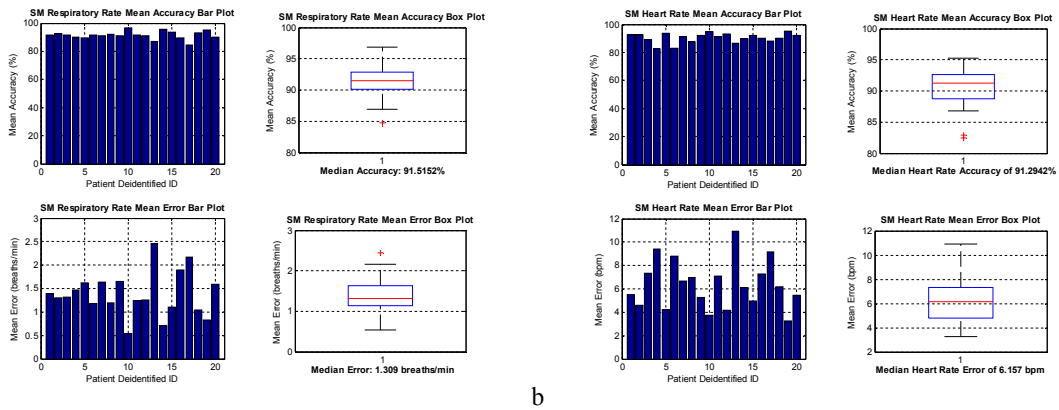 SM Respiratory Rate Mean Accuracy Bar Plot
Mean Accuracy (%)
100
80
60
40
20
0
0 5 10 15 20
Patient Deidentified ID
SM Respiratory Rate Mean Accuracy Box Plot
Mean Accuracy (%)
100
95
90
85
80
1
Median Accuracy: 91.5152%
SM Heart Rate Mean Accuracy Bar Plot
Mean Accuracy (%)
100
80
60
40
20
0
0 5 10 15 20
Patient Deidentified ID
SM Heart Rate Mean Accuracy Box Plot
Mean Accuracy (%)
100
95
90
85
80
1
Median Heart Rate Accuracy of 91.2942%
SM Respiratory Rate Mean Error Bar Plot
Mean Error (breaths/min)
3
2.5
2
1.5
1
0.5
0
0 5 10 15 20
Patient Deidentified ID
SM Respiratory Rate Mean Error Box Plot
Mean Error (breaths/min)
3
2
1
0
1
Median Error: 1.309 breaths/min
SM Heart Rate Mean Error Bar Plot
Mean Error (bpm)
12
10
8
6
4
2
0
0 5 10 15 20
Patient Deidentified ID
SM Heart Rate Mean Error Box Plot
Mean Error (bpm)
12
10
8
6
4
2
1
Median Heart Rate Error of 6.157 bpm
b